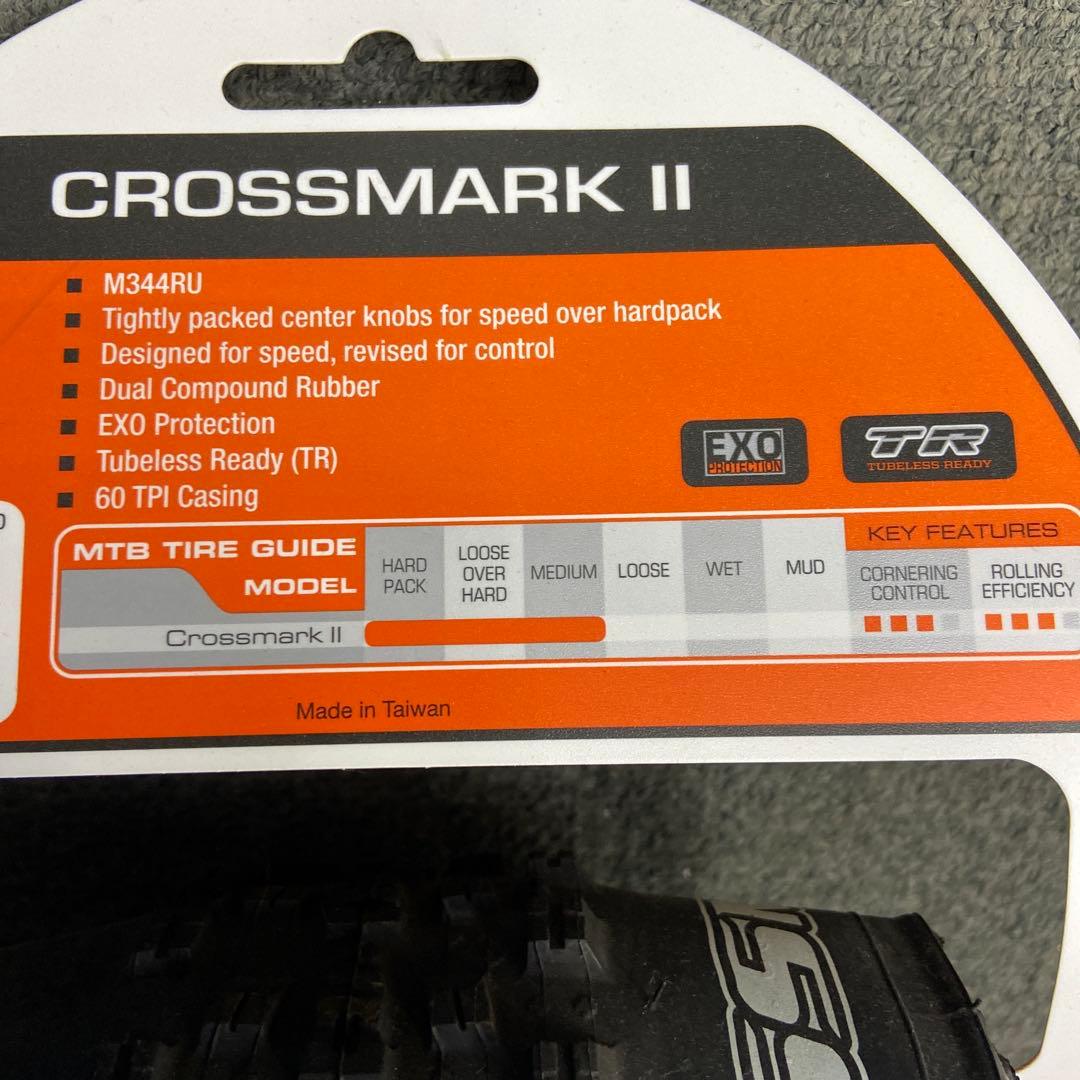 CROSSMARK II
M344RU
Tightly packed center knobs for speed over hardpack
Designed for speed, revised for control
Dual Compound Rubber
EXO Protection
Tubeless Ready (TR)
60 TPI Casing
EXO
PROTECTION
TR
TUBELESS READY
MTB TIRE GUIDE
MODEL
HARD
PACK
LOOSE
OVER
HARD
MEDIUM
LOOSE
WET
MUD
KEY FEATURES
CORNERING
CONTROL
ROLLING
EFFICIENCY
Crossmark II
Made in Taiwan